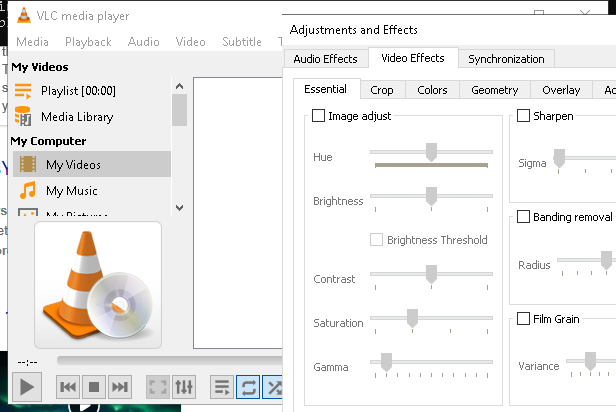 VLC media player
Media Playback Audio Video Subtitle
My Videos
Playlist [00:00]
Media Library
My Computer
My Videos
My Music
My Pictures
--:--
Adjustments and Effects
Audio Effects Video Effects Synchronization
Essential Crop Colors Geometry Overlay
Image adjust
Hue
Brightness
Brightness Threshold
Contrast
Saturation
Gamma
Sharpen
Sigma
Banding removal
Radius
Film Grain
Variance